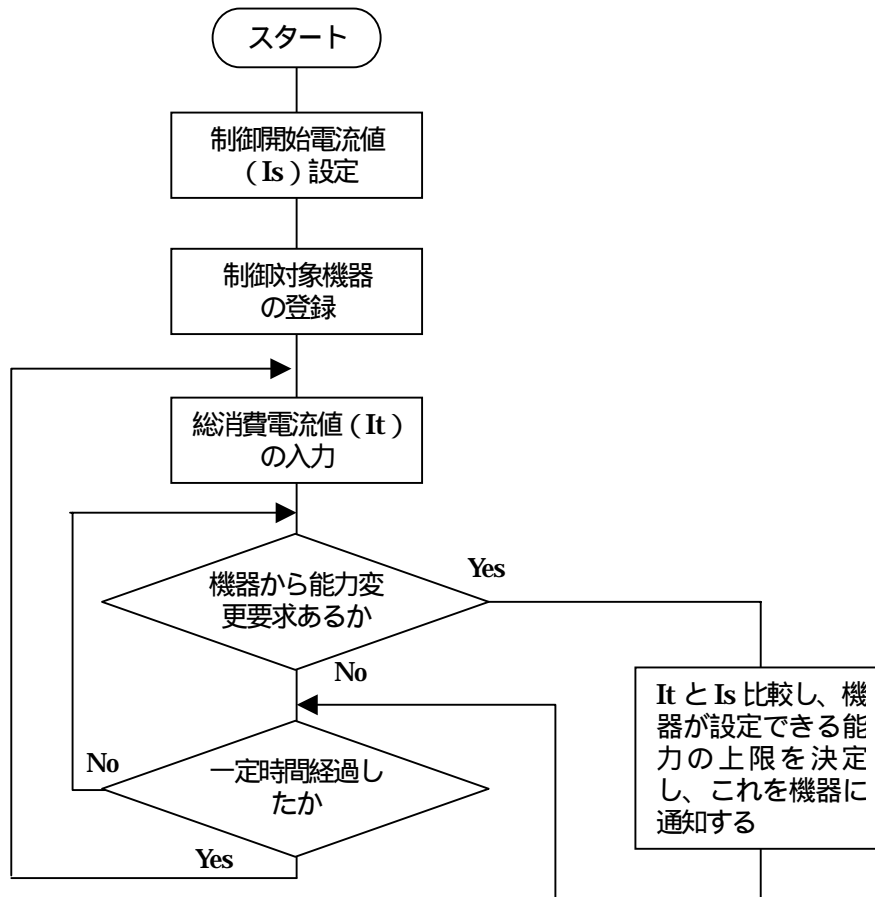 スタート
制御開始電流値
（Is）設定
制御対象機器
の登録
総消費電流値（It）
の入力
機器から能力変
更要求あるか
Yes
No
It と Is 比較し、機
器が設定できる能
力の上限を決定
し、これを機器に
通知する
一定時間経過し
たか
No
Yes